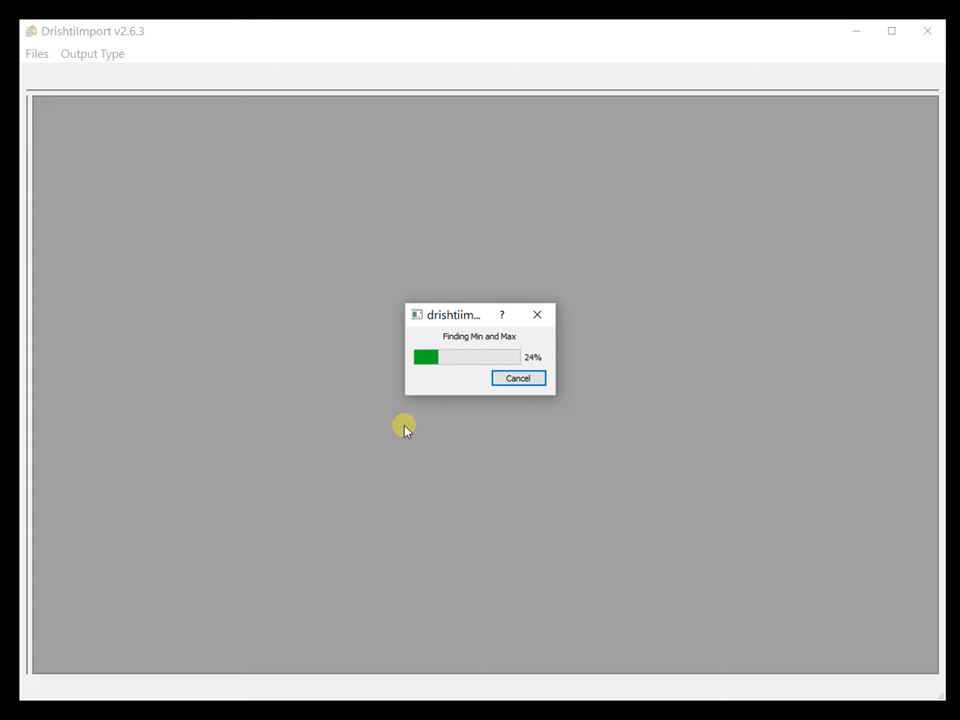 DrishtiImport v2.6.3
Files Output Type
drishtiim... ?
Finding Min and Max
24%
Cancel